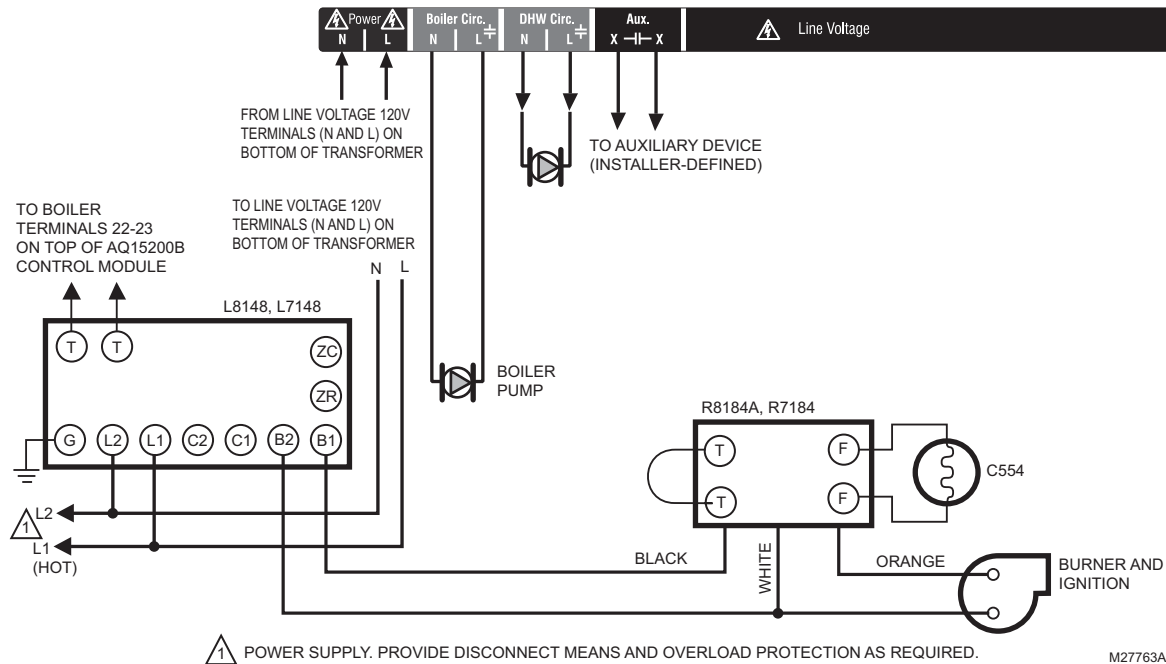 Power
N L
Boiler Circ.
N L
DHW Circ.
N L
Aux.
X X
Line Voltage
FROM LINE VOLTAGE 120V
TERMINALS (N AND L) ON
BOTTOM OF TRANSFORMER
TO AUXILIARY DEVICE
(INSTALLER-DEFINED)
TO LINE VOLTAGE 120V
TERMINALS (N AND L) ON
BOTTOM OF TRANSFORMER
N L
TO BOILER
TERMINALS 22-23
ON TOP OF AQ15200B
CONTROL MODULE
L8148, L7148
T T
ZC
ZR
G L2 L1 C2 C1 B2 B1
BOILER
PUMP
R8184A, R7184
T F
T F
C554
1
L2
L1
(HOT)
BLACK
WHITE
ORANGE
BURNER AND
IGNITION
1 POWER SUPPLY. PROVIDE DISCONNECT MEANS AND OVERLOAD PROTECTION AS REQUIRED.
M27763A